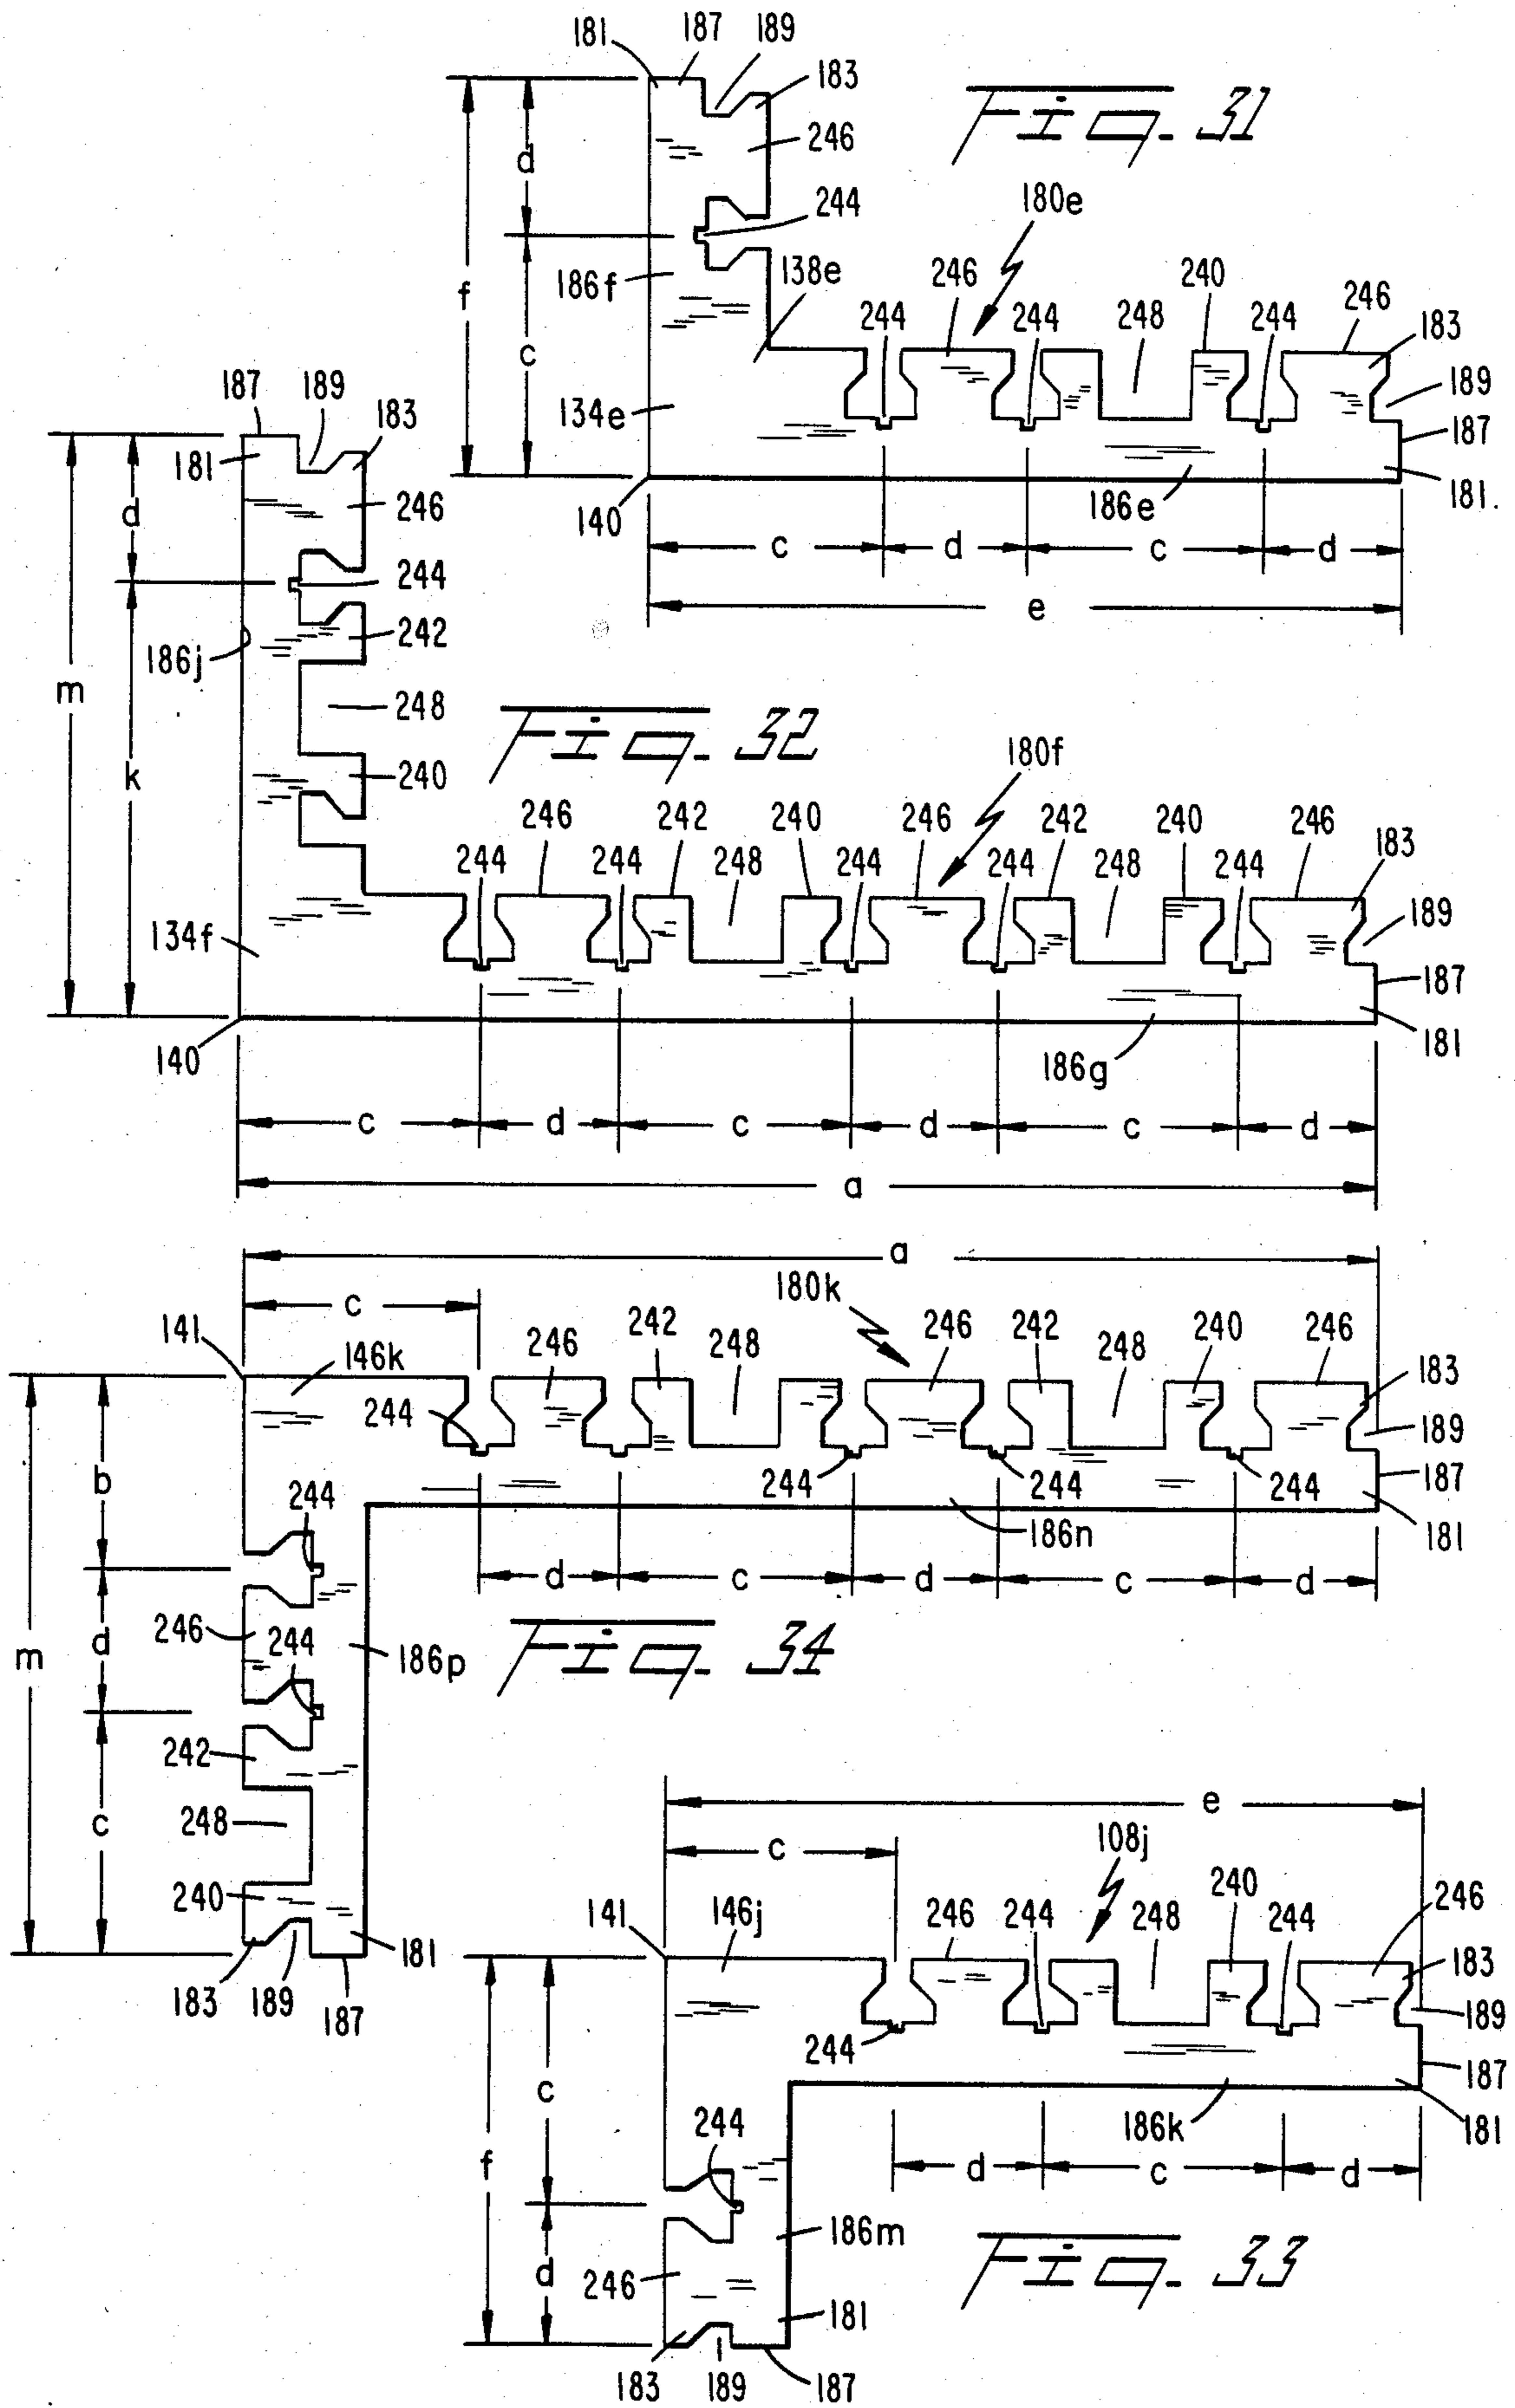 Fig. 31
181 187 189
183
246
d
244
180e
f
186f
138e
246
240
246
244
244
248
244
183
c
189
134e
187
186e
181.
140
c d c d
e
187 189
183
181
246
d
244
242
186j
m
248
Fig. 32
k
240
180f
246 242 240 246 242 240 246
183
244 244 248 244 244 248 244
189
134f
187
181
140
186g
c d c d c d
a
a
c
180k
141
146k
246 242 248 246 242 248 240 246
183
244
189
b
244
244 244 244
187
186n
181
d c d c d
d
246 244
186p
Fig. 34
m
242
c
248
240
181
183 189 187
e
c
108j
141
146j
246 244 248 240 244 246
183
189
244
187
c
186k
181
244
d c d
f
186m
Fig. 33
d
246
181
183 189 187